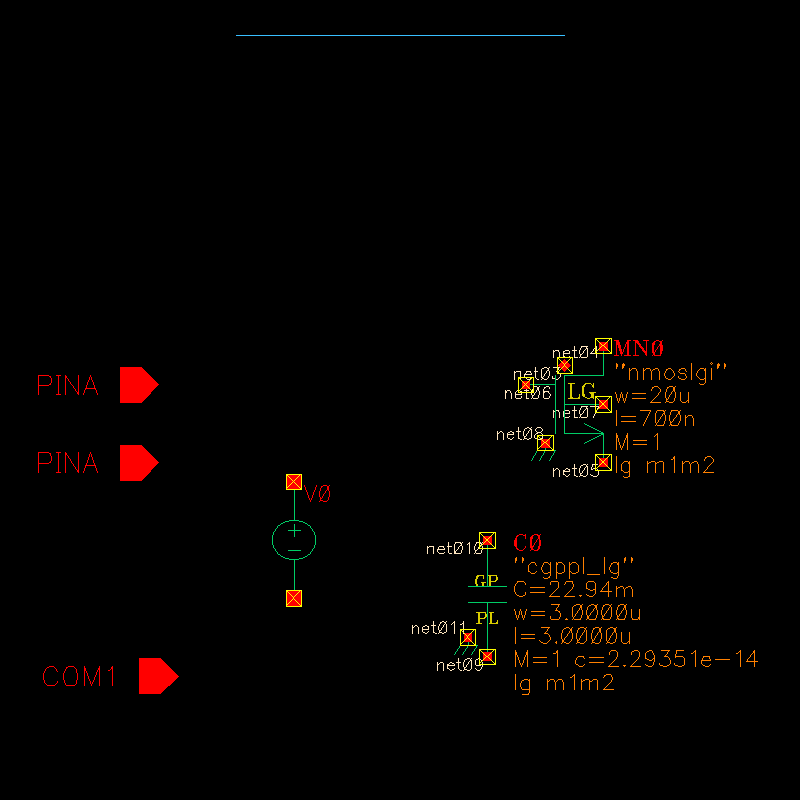 PINA
PINA
COM1
V0
net04
net03
net06
net07
net08
net05
LG
MN0
"nmoslgi"
w=20u
l=700n
M=1
lg m1m2
net010
GP
PL
net011
net09
C0
"cgppl_lg"
C=22.94m
w=3.0000u
l=3.0000u
M=1 c=2.29351e-14
lg m1m2